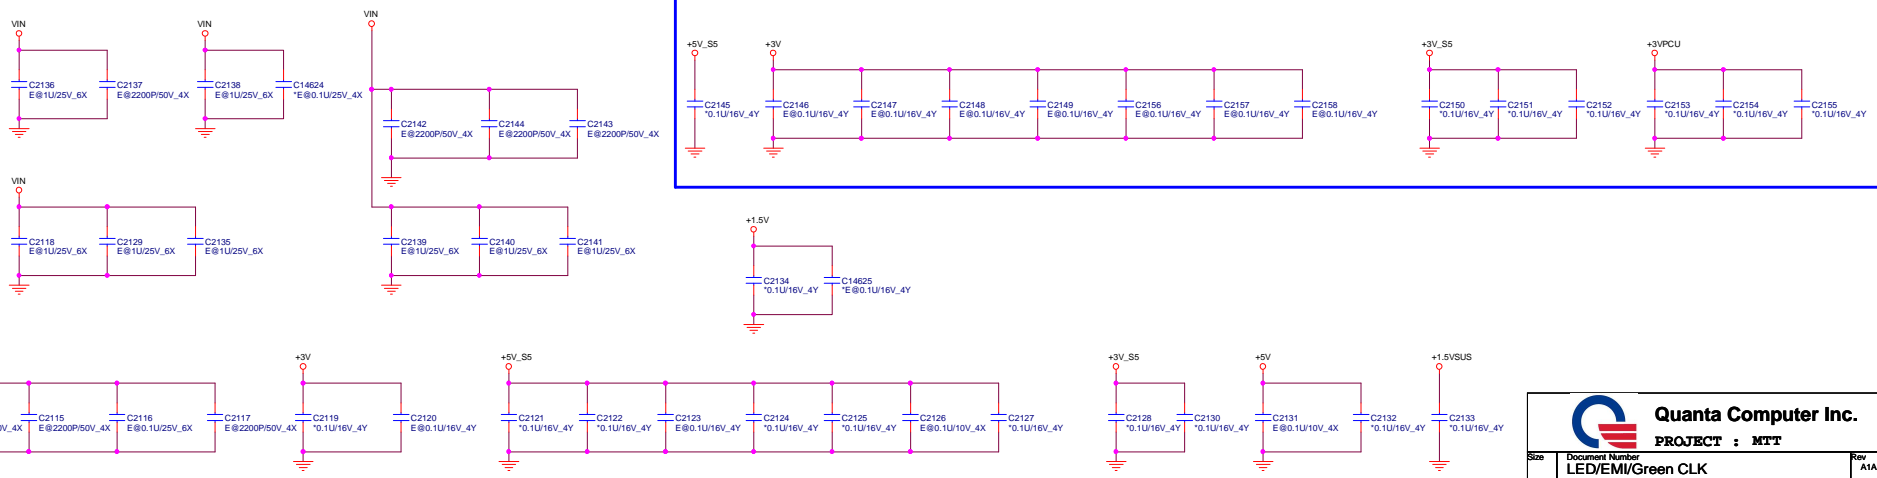 VIN
C2136
E@1U/25V_6X
C2137
E@2200P/50V_4X
VIN
C2138
E@1U/25V_6X
C14624
*E@0.1U/25V_4X
VIN
C2142
E@2200P/50V_4X
C2144
E@2200P/50V_4X
C2143
E@2200P/50V_4X
+5V_S5
C2145
*0.1U/16V_4Y
+3V
C2146
E@0.1U/16V_4Y
C2147
E@0.1U/16V_4Y
C2148
E@0.1U/16V_4Y
C2149
E@0.1U/16V_4Y
C2156
E@0.1U/16V_4Y
C2157
E@0.1U/16V_4Y
C2158
E@0.1U/16V_4Y
+3V_S5
C2150
*0.1U/16V_4Y
C2151
*0.1U/16V_4Y
C2152
*0.1U/16V_4Y
+3VPCU
C2153
*0.1U/16V_4Y
C2154
*0.1U/16V_4Y
C2155
*0.1U/16V_4Y
VIN
C2118
E@1U/25V_6X
C2129
E@1U/25V_6X
C2135
E@1U/25V_6X
C2139
E@1U/25V_6X
C2140
E@1U/25V_6X
C2141
E@1U/25V_6X
+1.5V
C2134
*0.1U/16V_4Y
C14625
*E@0.1U/16V_4Y
0V_4X
C2115
E@2200P/50V_4X
C2116
E@0.1U/25V_6X
C2117
E@2200P/50V_4X
+3V
C2119
*0.1U/16V_4Y
C2120
E@0.1U/16V_4Y
+5V_S5
C2121
*0.1U/16V_4Y
C2122
*0.1U/16V_4Y
C2123
E@0.1U/16V_4Y
C2124
*0.1U/16V_4Y
C2125
*0.1U/16V_4Y
C2126
E@0.1U/10V_4X
C2127
*0.1U/16V_4Y
+3V_S5
C2128
*0.1U/16V_4Y
C2130
*0.1U/16V_4Y
+5V
C2131
E@0.1U/10V_4X
C2132
*0.1U/16V_4Y
+1.5VSUS
C2133
*0.1U/16V_4Y
Quanta Computer Inc.
PROJECT : MTT
Size
Document Number
Rev
LED/EMI/Green CLK
A1A